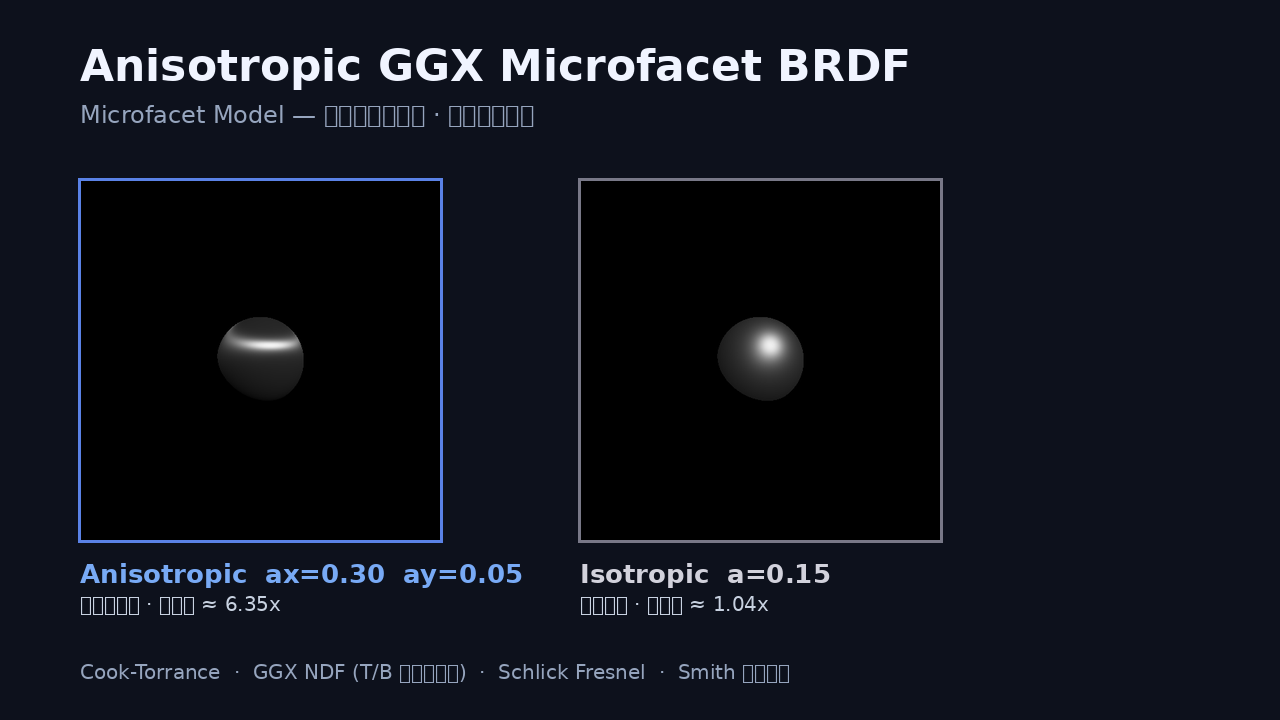 Anisotropic GGX Microfacet BRDF
Microfacet Model — ·
Anisotropic ax=0.30 ay=0.05
· ≈ 6.35x
Isotropic a=0.15
· ≈ 1.04x
Cook-Torrance · GGX NDF (T/B ) · Schlick Fresnel · Smith